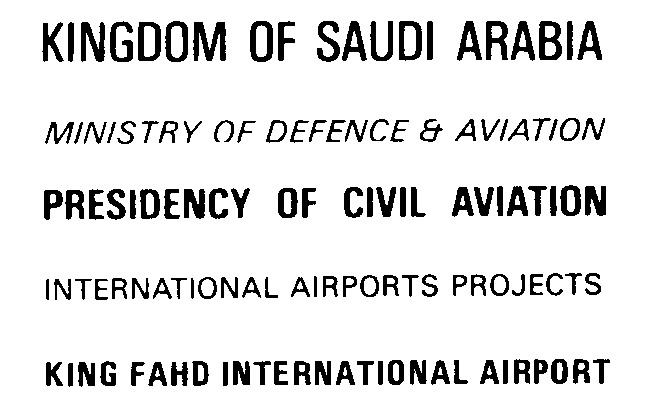 KINGDOM OF SAUDI ARABIA
MINISTRY OF DEFENCE & AVIATION
PRESIDENCY OF CIVIL AVIATION
INTERNATIONAL AIRPORTS PROJECTS
KING FAHD INTERNATIONAL AIRPORT